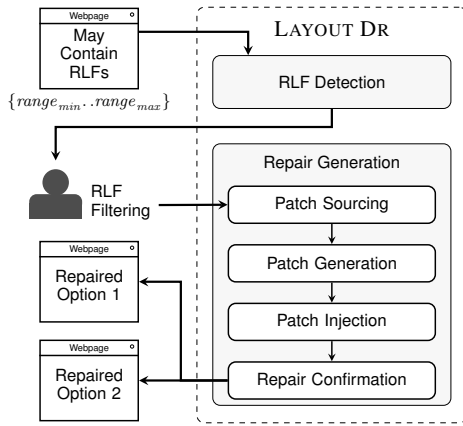 Webpage
May
Contain
RLFs
{range_min..range_max}
LAYOUT DR
RLF Detection
RLF
Filtering
Repair Generation
Patch Sourcing
Patch Generation
Patch Injection
Repair Confirmation
Webpage
Repaired
Option 1
Webpage
Repaired
Option 2